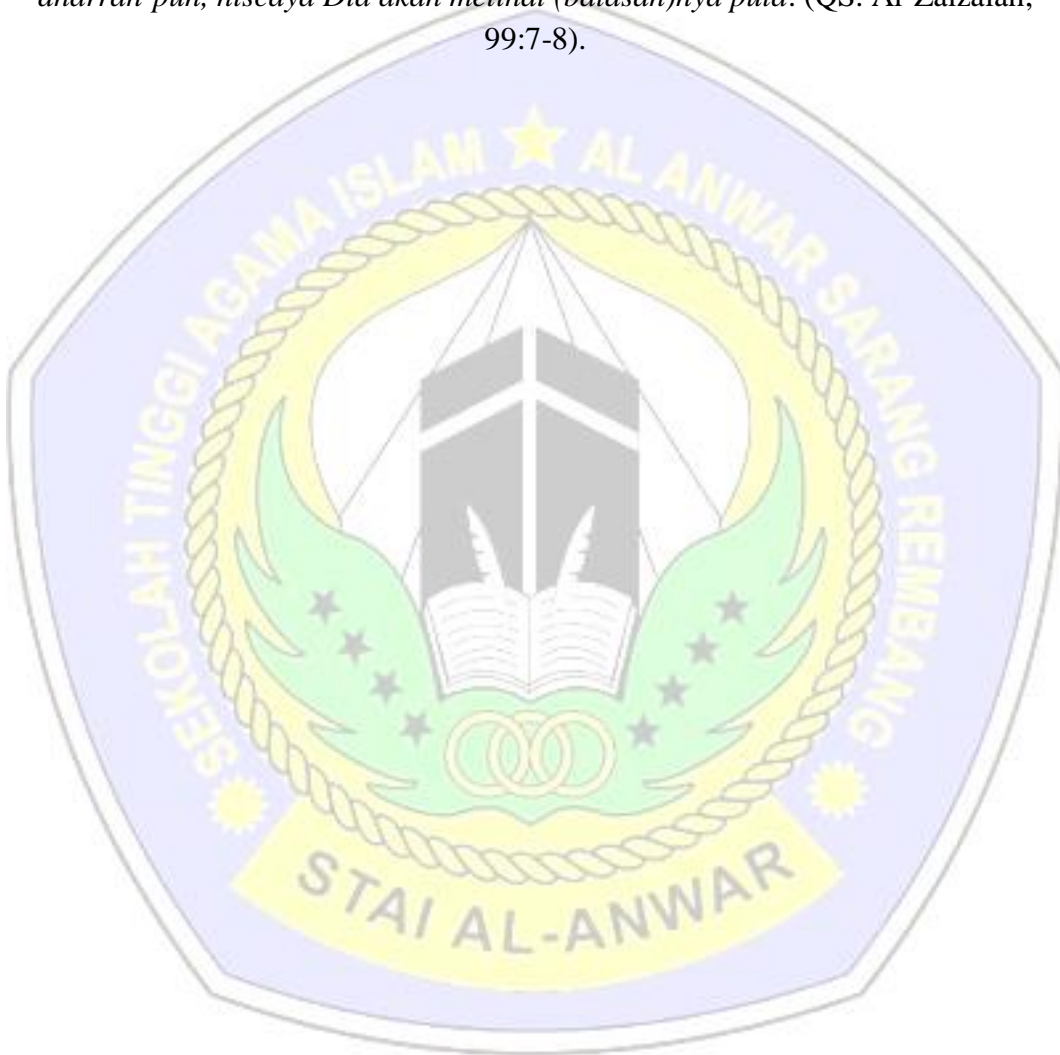 dharrah pun, niscaya Dia akan melihat (balasan)nya pula. (QS. Al-Zalzalah,
99:7-8).
SEKOLAH TINGGI AGAMA ISLAM AL ANWAR SARANG REMBANG
STAI AL-ANWAR